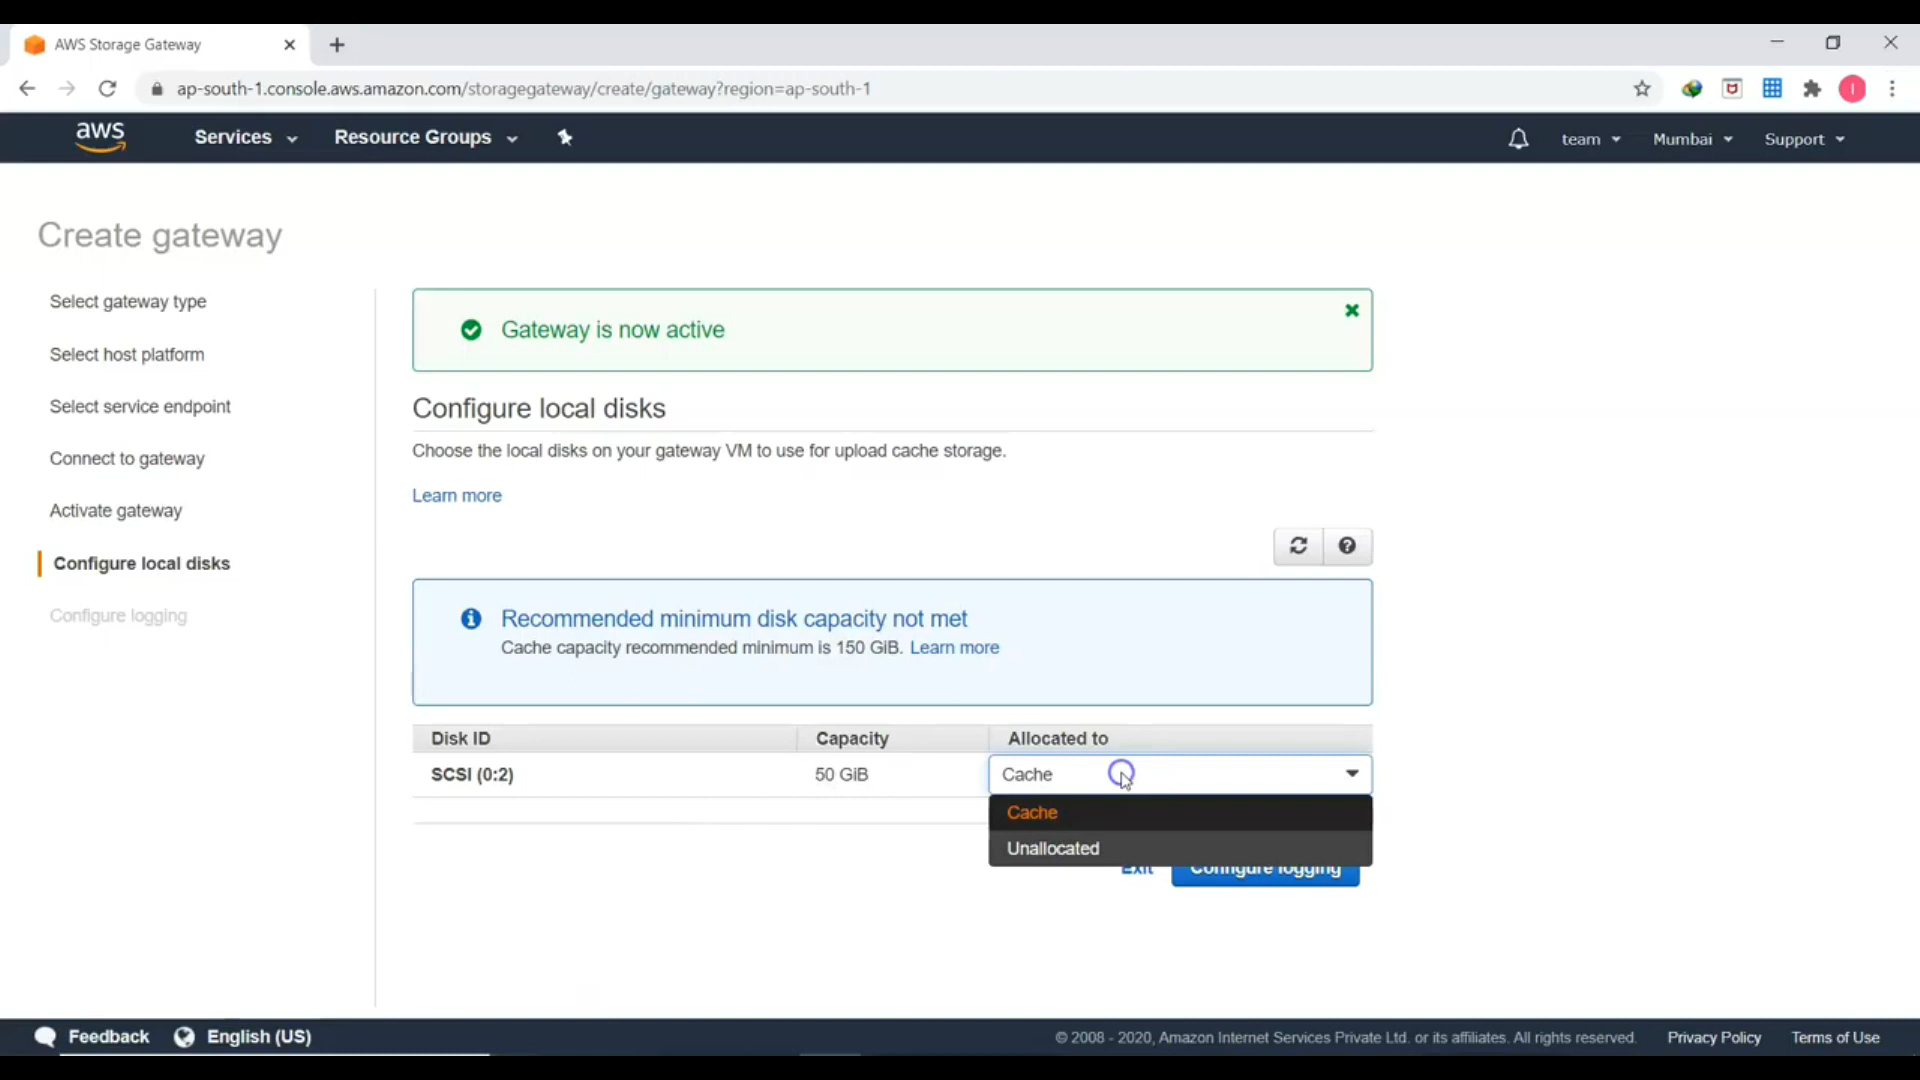 AWS Storage Gateway
ap-south-1.console.aws.amazon.com/storagegateway/create/gateway?region=ap-south-1
I
aws
Services
Resource Groups
team
Mumbai
Support
Create gateway
Select gateway type
Select host platform
Select service endpoint
Connect to gateway
Activate gateway
Configure local disks
Configure logging
Gateway is now active
Configure local disks
Choose the local disks on your gateway VM to use for upload cache storage.
Learn more
Recommended minimum disk capacity not met
Cache capacity recommended minimum is 150 GiB. Learn more
Disk ID Capacity Allocated to
SCSI (0:2) 50 GiB Cache
Cache
Unallocated
Exit Configure logging
Feedback English (US)
© 2008 - 2020, Amazon Internet Services Private Ltd. or its affiliates. All rights reserved. Privacy Policy Terms of Use